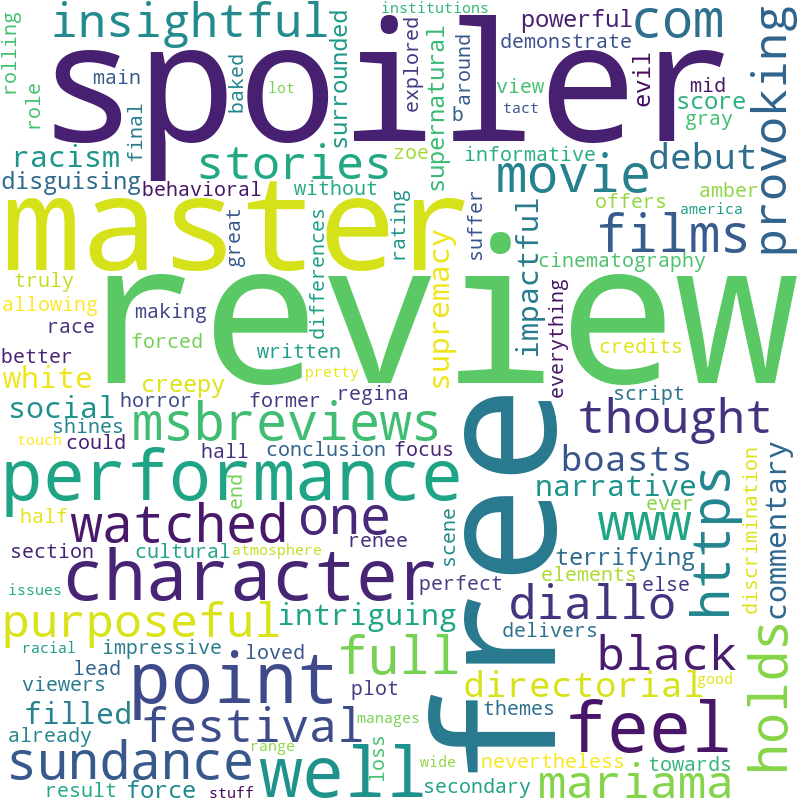 institutions
rolling
insightful
surrounded
explored
powerful
com
provoking
spoiler
demonstrate
role
main
final
baked
lot
b
around
supernatural
view
tact
evil
mid
score
gray
racism
stories
zoe
informative
movie
debut
disguising
behavioral
without
rating
suffer
offers
amber
america
master
great
differences
films
impactful
cinematography
truly
allowing
race
making
forced
supremacy
review
everything
credits
better
written
pretty
white
creepy
horror
former
regina
free
script
social
shines
touch
could
msbreviews
hall
conclusion
focus
thought
commentary
performance
end
boasts
https
narrative
ever
discrimination
half
watched
one
renee
scene
www
section
cultural
atmosphere
terrifying
issues
character
perfect
elements
else
purposeful
intriguing
diallo
delivers
racial
impressive
loved
full
black
holds
lead
viewers
point
plot
directorial
good
filled
festival
manages
themes
feel
already
sundance
range
well
loss
wide
nevertheless
towards
result
force
stuff
secondary
mariama